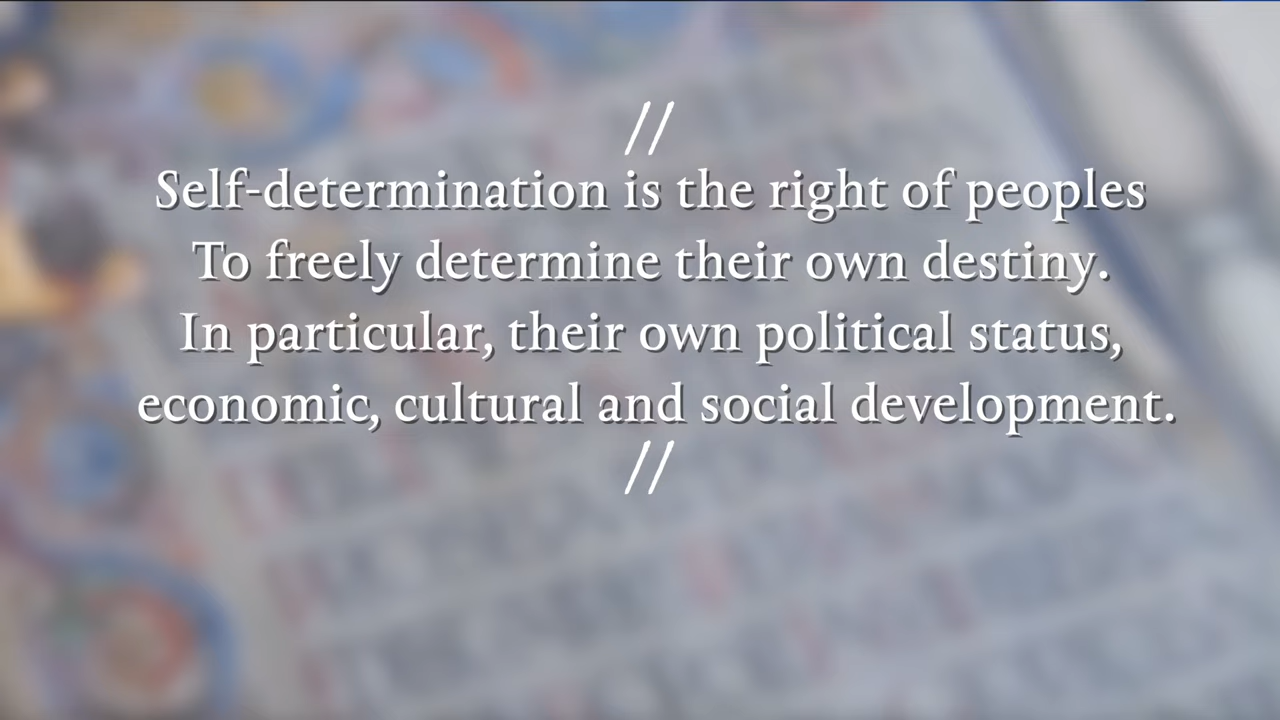 //
Self-determination is the right of peoples
To freely determine their own destiny.
In particular, their own political status,
economic, cultural and social development.
//